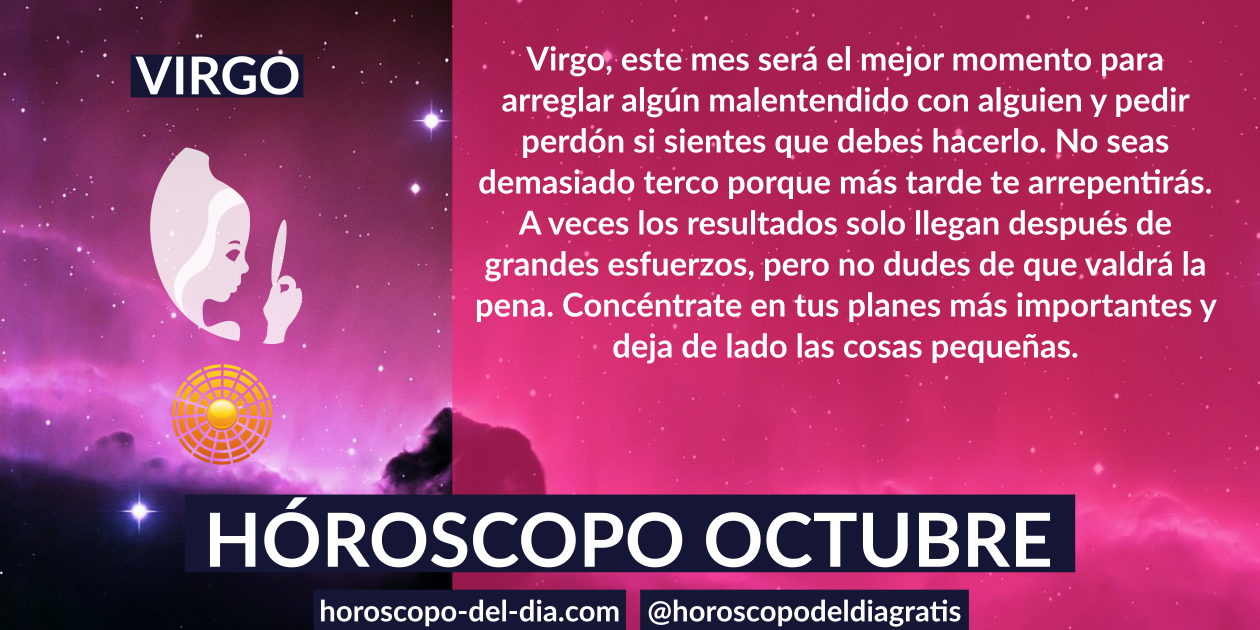 VIRGO
Virgo, este mes será el mejor momento para
arreglar algún malentendido con alguien y pedir
perdón si sientes que debes hacerlo. No seas
demasiado terco porque más tarde te arrepentirás.
A veces los resultados solo llegan después de
grandes esfuerzos, pero no dudes de que valdrá la
pena. Concéntrate en tus planes más importantes y
deja de lado las cosas pequeñas.
HÓROSCOPO OCTUBRE
horoscopo-del-dia.com @horoscopodeldiagratis